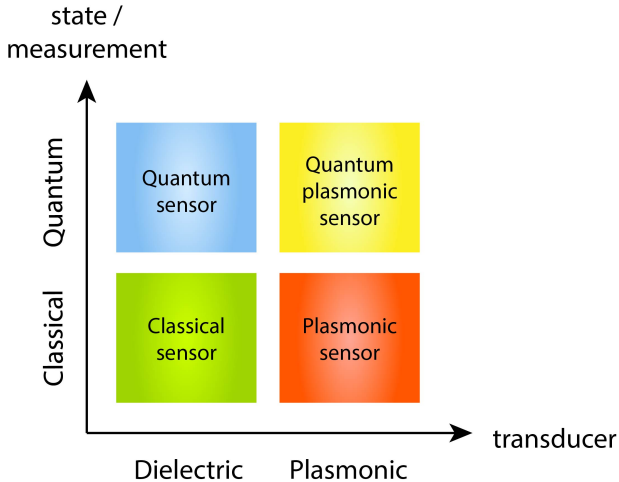 state /
measurement
Quantum
Quantum
sensor
Quantum
plasmonic
sensor
Classical
Classical
sensor
Plasmonic
sensor
transducer
Dielectric
Plasmonic